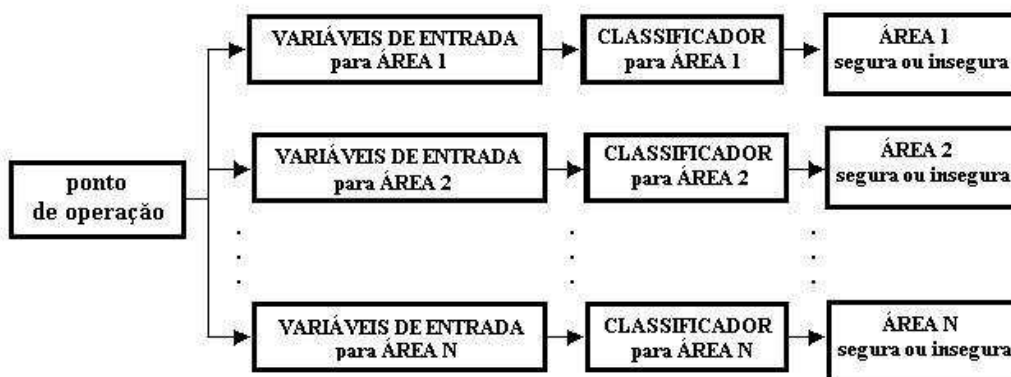 VARIÁVEIS DE ENTRADA
para ÁREA 1
CLASSIFICADOR
para ÁREA 1
ÁREA 1
segura ou insegura
ponto
de operação
VARIÁVEIS DE ENTRADA
para ÁREA 2
CLASSIFICADOR
para ÁREA 2
ÁREA 2
segura ou insegura
VARIÁVEIS DE ENTRADA
para ÁREA N
CLASSIFICADOR
para ÁREA N
ÁREA N
segura ou insegura